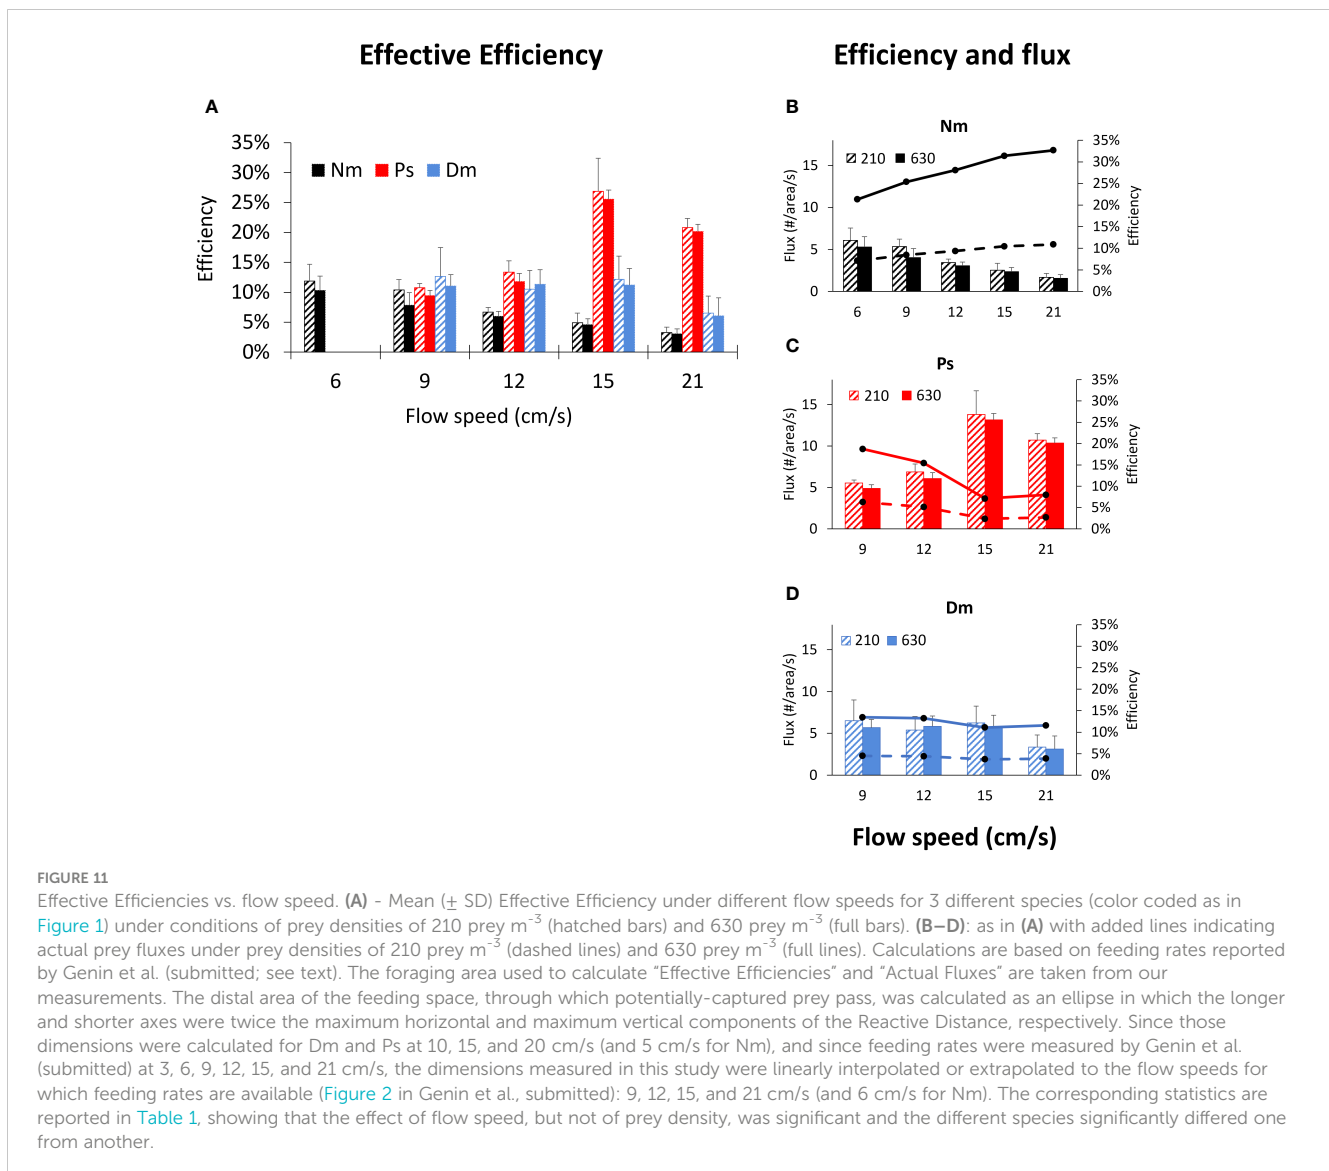 Effective Efficiency
A
35%
30%
25%
20%
15%
10%
5%
0%
Efficiency
Nm Ps Dm
6 9 12 15 21
Flow speed (cm/s)
Efficiency and flux
B
Nm
210 630
15
10
5
0
Flux (#/area/s)
35%
30%
25%
20%
15%
10%
5%
0%
Efficiency
6 9 12 15 21
C
Ps
210 630
15
10
5
0
Flux (#/area/s)
35%
30%
25%
20%
15%
10%
5%
0%
Efficiency
9 12 15 21
D
Dm
210 630
15
10
5
0
Flux (#/area/s)
35%
30%
25%
20%
15%
10%
5%
0%
Efficiency
9 12 15 21
Flow speed (cm/s)
FIGURE 11
Effective Efficiencies vs. flow speed. (A) - Mean (± SD) Effective Efficiency under different flow speeds for 3 different species (color coded as in
Figure 1) under conditions of prey densities of 210 prey m⁻³ (hatched bars) and 630 prey m⁻³ (full bars). (B–D): as in (A) with added lines indicating
actual prey fluxes under prey densities of 210 prey m⁻³ (dashed lines) and 630 prey m⁻³ (full lines). Calculations are based on feeding rates reported
by Genin et al. (submitted; see text). The foraging area used to calculate “Effective Efficiencies” and “Actual Fluxes” are taken from our
measurements. The distal area of the feeding space, through which potentially-captured prey pass, was calculated as an ellipse in which the longer
and shorter axes were twice the maximum horizontal and maximum vertical components of the Reactive Distance, respectively. Since those
dimensions were calculated for Dm and Ps at 10, 15, and 20 cm/s (and 5 cm/s for Nm), and since feeding rates were measured by Genin et al.
(submitted) at 3, 6, 9, 12, 15, and 21 cm/s, the dimensions measured in this study were linearly interpolated or extrapolated to the flow speeds for
which feeding rates are available (Figure 2 in Genin et al., submitted): 9, 12, 15, and 21 cm/s (and 6 cm/s for Nm). The corresponding statistics are
reported in Table 1, showing that the effect of flow speed, but not of prey density, was significant and the different species significantly differed one
from another.